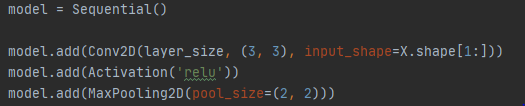 model = Sequential()
model.add(Conv2D(layer_size, (3, 3), input_shape=X.shape[1:]))
model.add(Activation('relu'))
model.add(MaxPooling2D(pool_size=(2, 2)))